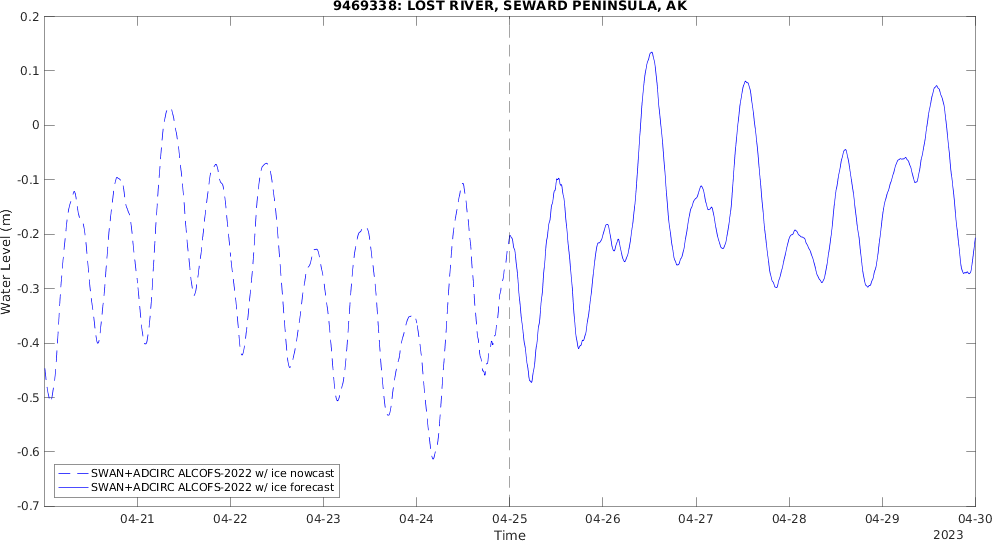 9469338: LOST RIVER, SEWARD PENINSULA, AK
0.2
0.1
0
-0.1
-0.2
-0.3
-0.4
-0.5
-0.6
-0.7
Water Level (m)
SWAN+ADCIRC ALCOFS-2022 w/ ice nowcast
SWAN+ADCIRC ALCOFS-2022 w/ ice forecast
04-21 04-22 04-23 04-24 04-25 04-26 04-27 04-28 04-29 04-30
Time
2023